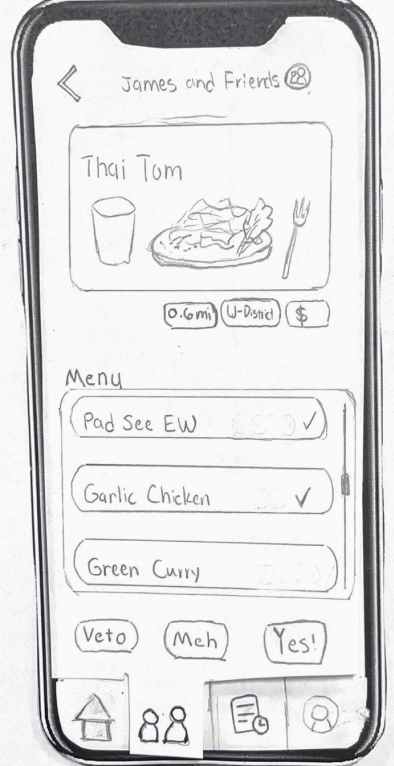 James and Friends
Thai Tom
0.6mi U-District $
Menu
Pad See EW
Garlic Chicken
Green Curry
Veto Meh Yes!